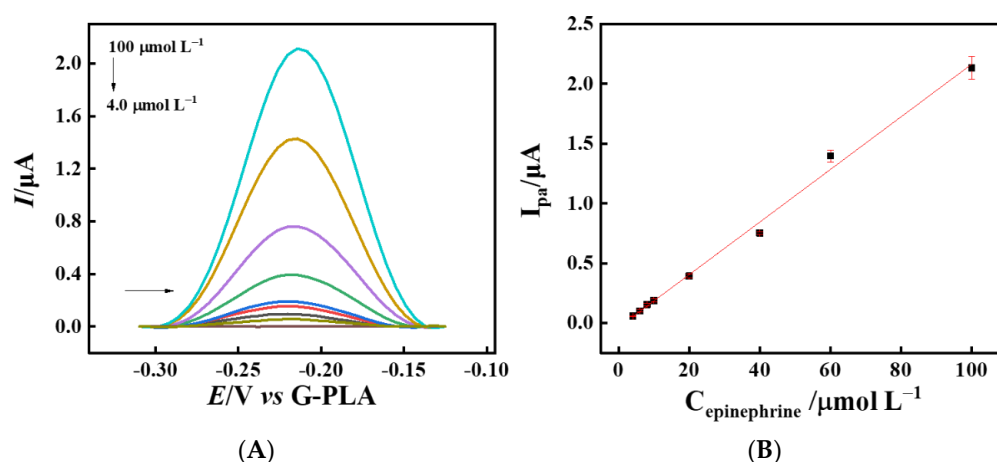 100 μmol L⁻¹
4.0 μmol L⁻¹
I/μA
2.0
1.6
1.2
0.8
0.4
0.0
-0.30
-0.25
-0.20
-0.15
-0.10
E/V vs G-PLA
(A)
I_pa/μA
2.5
2.0
1.5
1.0
0.5
0.0
0
20
40
60
80
100
C_epinephrine /μmol L⁻¹
(B)